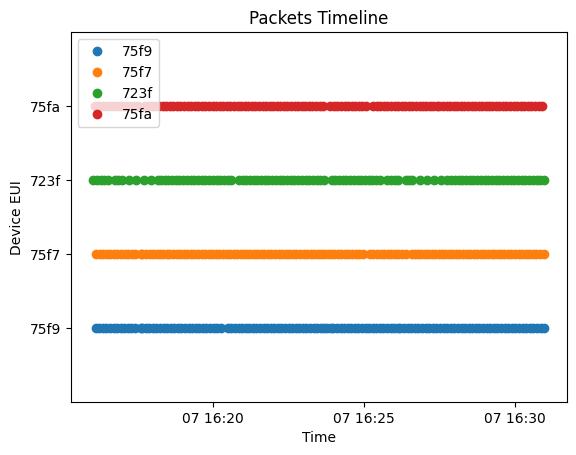 Packets Timeline
75f9
75f7
723f
75fa
75fa
723f
75f7
75f9
Device EUI
07 16:20
07 16:25
07 16:30
Time